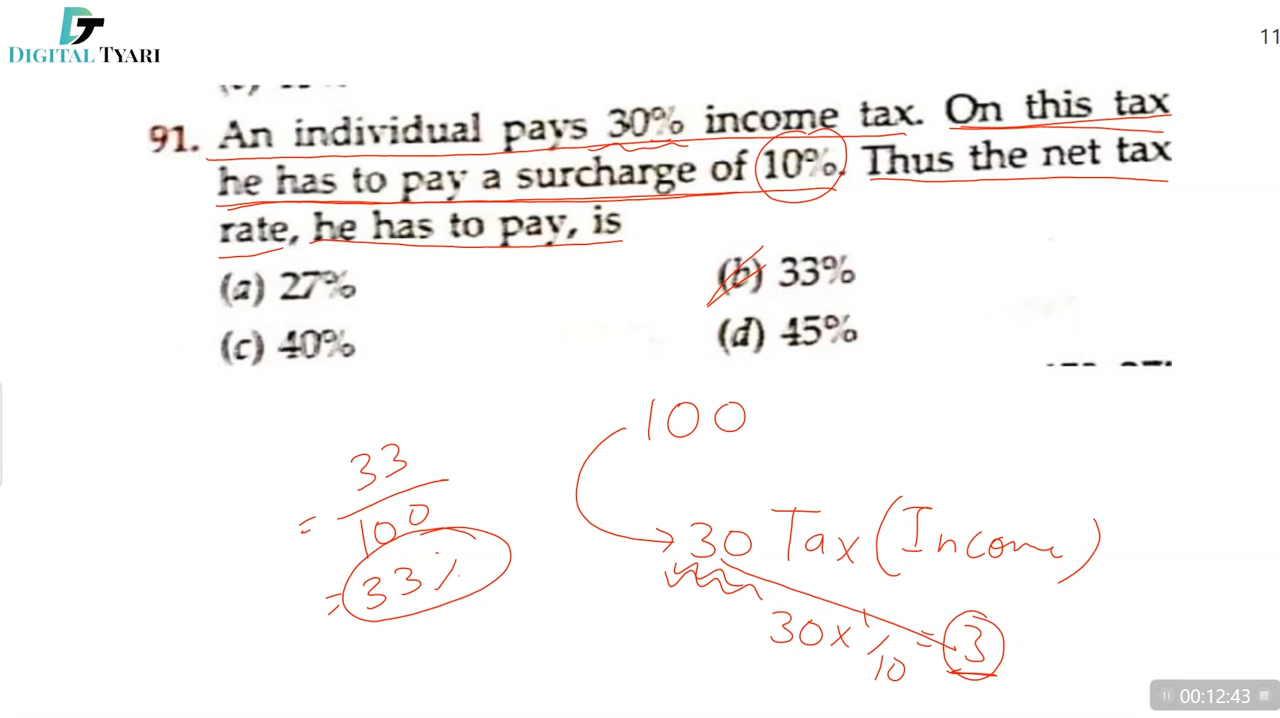 DIGITAL TYARI
11
91. An individual pays 30% income tax. On this tax
he has to pay a surcharge of 10%. Thus the net tax
rate, he has to pay, is
(a) 27%
(b) 33%
(c) 40%
(d) 45%
100
= 33/100
= 33%
30 Tax (Income)
30 x 1/10 = 3
00:12:43